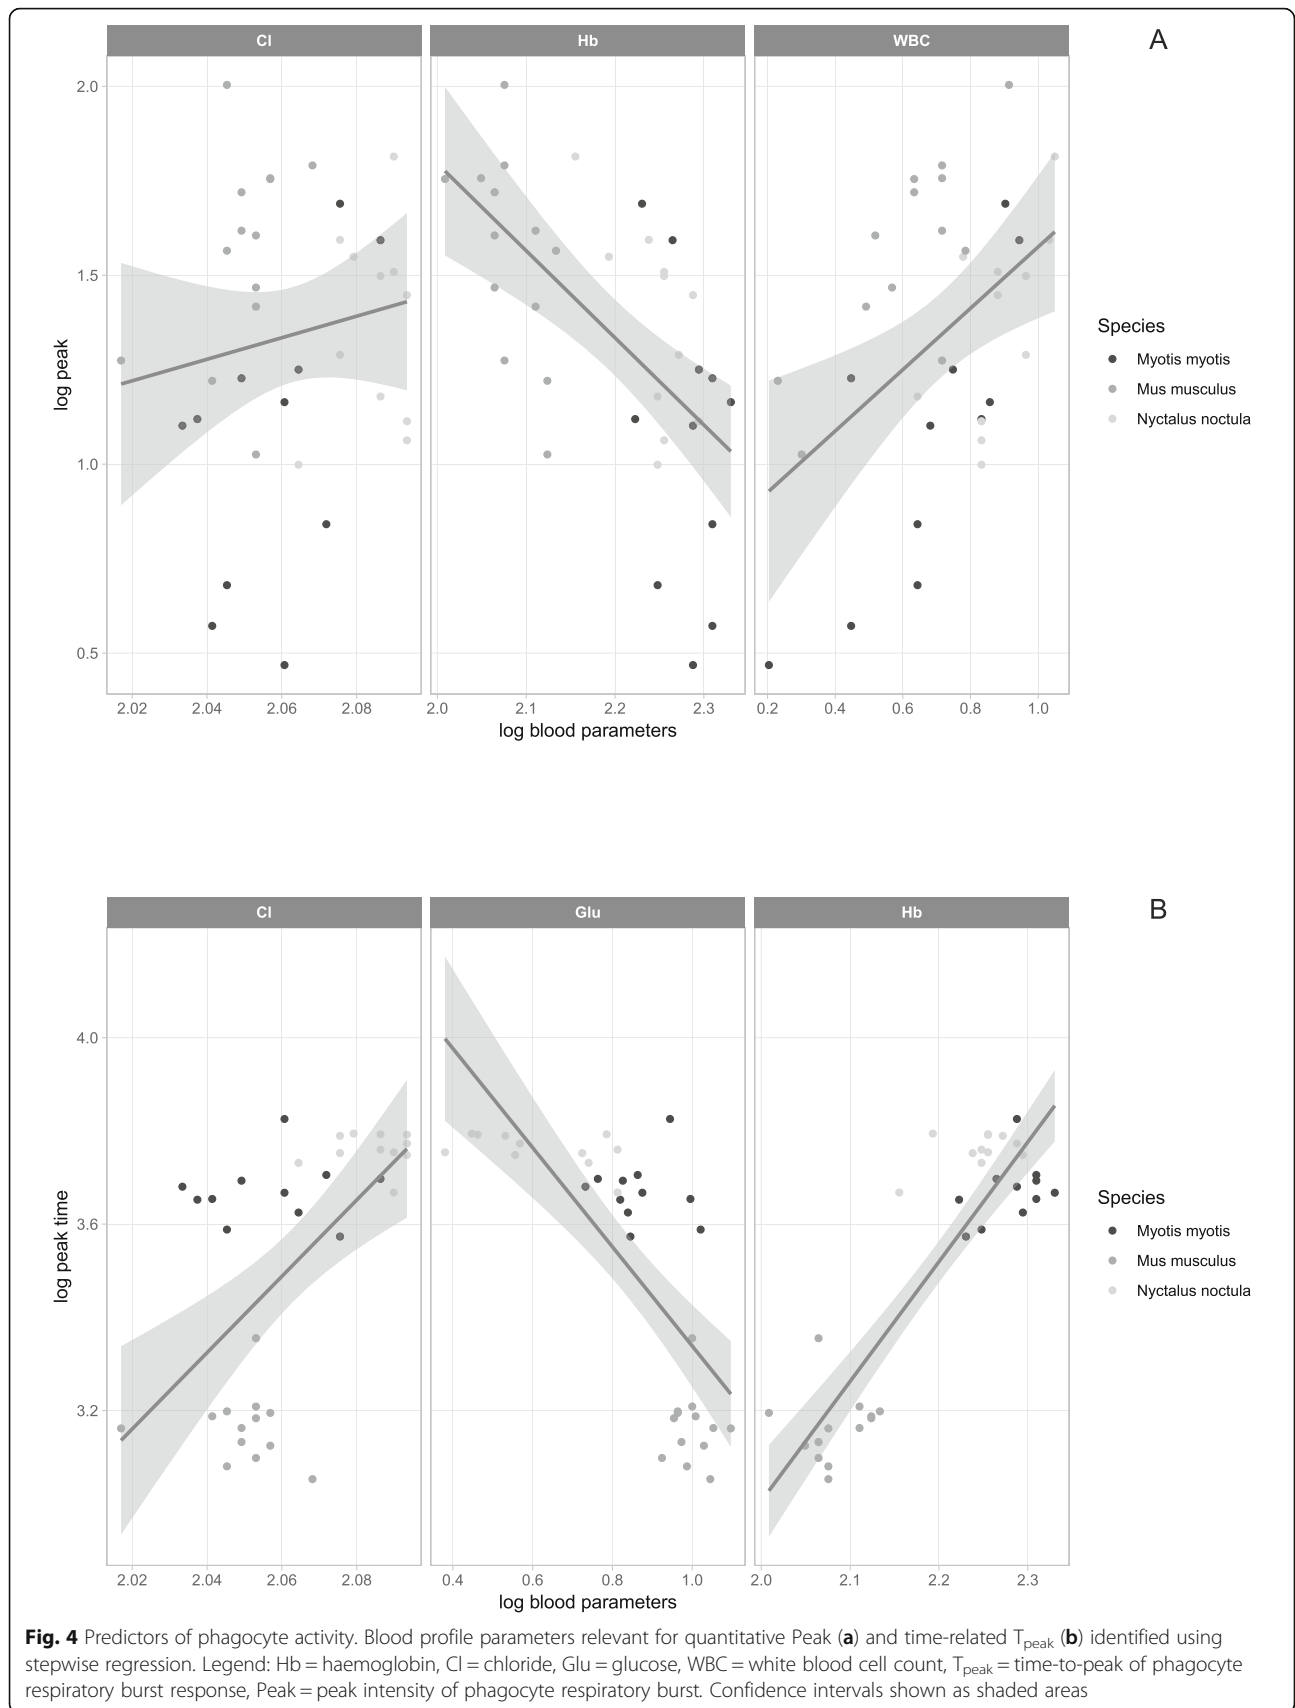 Cl Hb WBC A
2.0
1.5
1.0
0.5
log peak
2.02 2.04 2.06 2.08 2.0 2.1 2.2 2.3 0.2 0.4 0.6 0.8 1.0
log blood parameters
Species
Myotis myotis
Mus musculus
Nyctalus noctula
Cl Glu Hb B
4.0
3.6
3.2
log peak time
2.02 2.04 2.06 2.08 0.4 0.6 0.8 1.0 2.0 2.1 2.2 2.3
log blood parameters
Species
Myotis myotis
Mus musculus
Nyctalus noctula
Fig. 4 Predictors of phagocyte activity. Blood profile parameters relevant for quantitative Peak (a) and time-related Tpeak (b) identified using
stepwise regression. Legend: Hb = haemoglobin, Cl = chloride, Glu = glucose, WBC = white blood cell count, Tpeak = time-to-peak of phagocyte
respiratory burst response, Peak = peak intensity of phagocyte respiratory burst. Confidence intervals shown as shaded areas